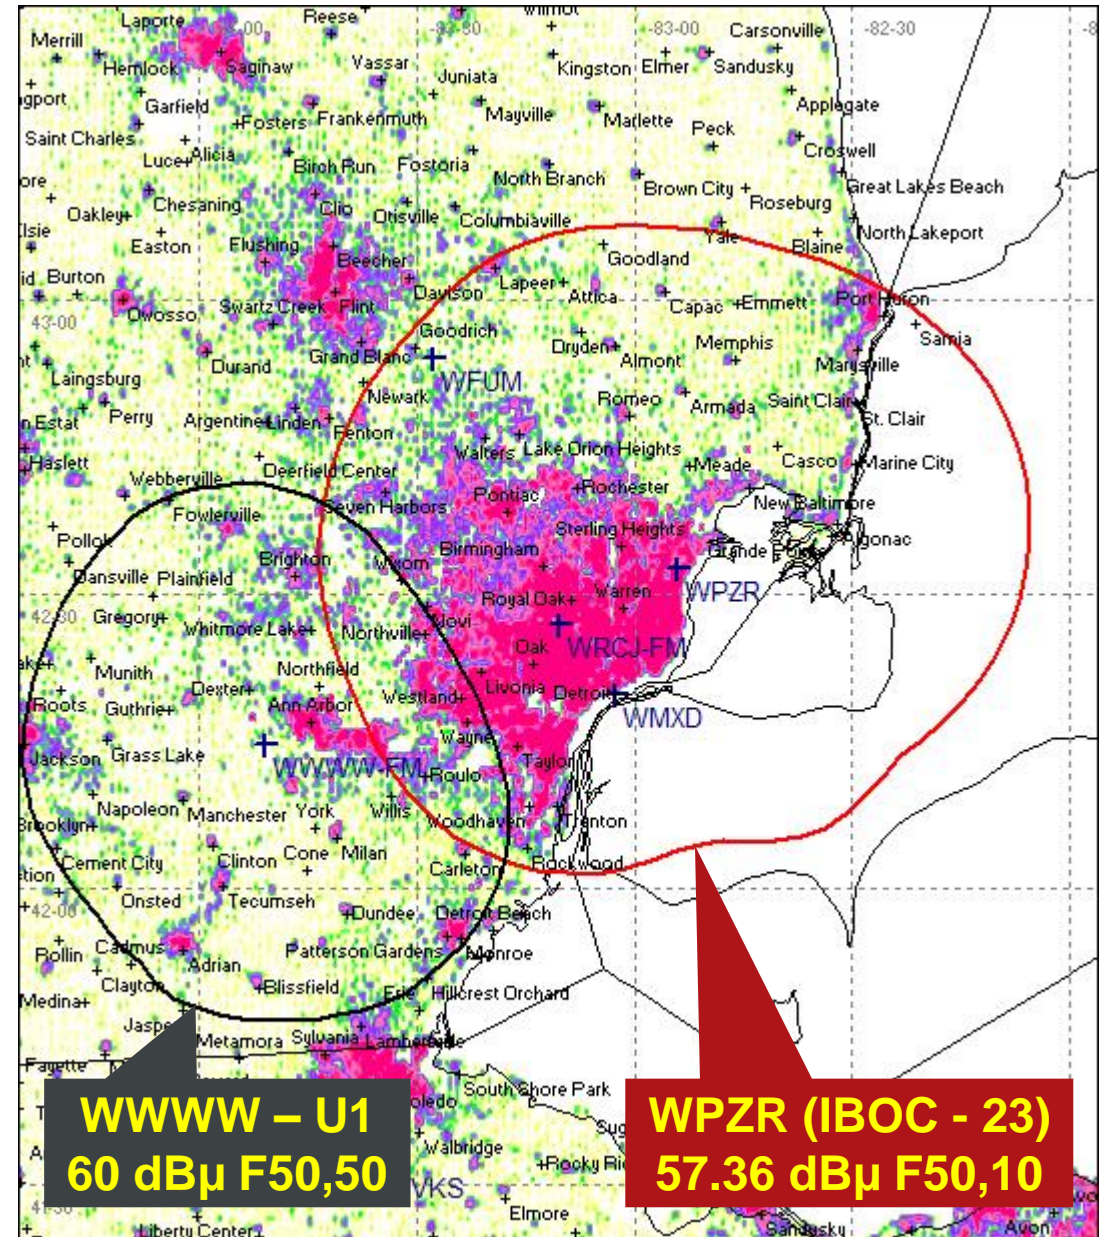 Laporte
-84:00
Reese
-83:30
-83:00
Carsonville
-82:30
Merrill
Hemlock
Saginaw
Vassar
Juniata
Kingston
Elmer
Sandusky
Garfield
Applegate
Fosters
Frankenmuth
Mayville
Marlette
Peck
Saint Charles
Croswell
Luce
Alicia
Birch Run
Fostoria
North Branch
Brown City
Great Lakes Beach
Roseburg
Oakley
Chesaning
Clio
Otisville
Columbiaville
Yale
North Lakeport
Easton
Flushing
Beecher
Goodland
Blaine
Burton
Davison
Lapeer
Attica
Capac
Emmett
Port Huron
Owosso
Swartz Creek
Flint
43:00
Goodrich
Sarnia
Durand
Grand Blanc
WFUM
Dryden
Almont
Memphis
Marysville
Laingsburg
Newark
Romeo
Armada
Saint Clair
St. Clair
Perry
Argentine
Linden
Fenton
Haslett
Deerfield Center
Walters
Lake Orion Heights
Meade
Casco
Marine City
Webberville
Pontiac
Rochester
Fowlerville
Seven Harbors
New Baltimore
Sterling Heights
Brighton
Wixom
Birmingham
Dansville
Plainfield
WPZR
Royal Oak
Warren
42:30
Gregory
Whitmore Lake
Northville
Novi
WRCJ-FM
Oak
Munith
Northfield
Livonia
Detroit
Roots
Guthrie
Dexter
Ann Arbor
Westland
WMXD
Wayne
Jackson
Grass Lake
WWWW-FM
Roulo
Taylor
Napoleon
Manchester
York
Willis
Woodhaven
Trenton
Brooklyn
Cement City
Clinton
Cone
Milan
Carleton
Rockwood
Onsted
Tecumseh
42:00
Dundee
Detroit Beach
Rollin
Cadmus
Adrian
Patterson Gardens
Monroe
Clayton
Blissfield
Erie
Hillcrest Orchard
Medina
Metamora
Sylvania
Lambertville
Fayette
South Shore Park
WWWW – U1
60 dBµ F50,50
WPZR (IBOC - 23)
57.36 dBµ F50,10
Walbridge
Elmore
Liberty Center
Sandusky
Avon